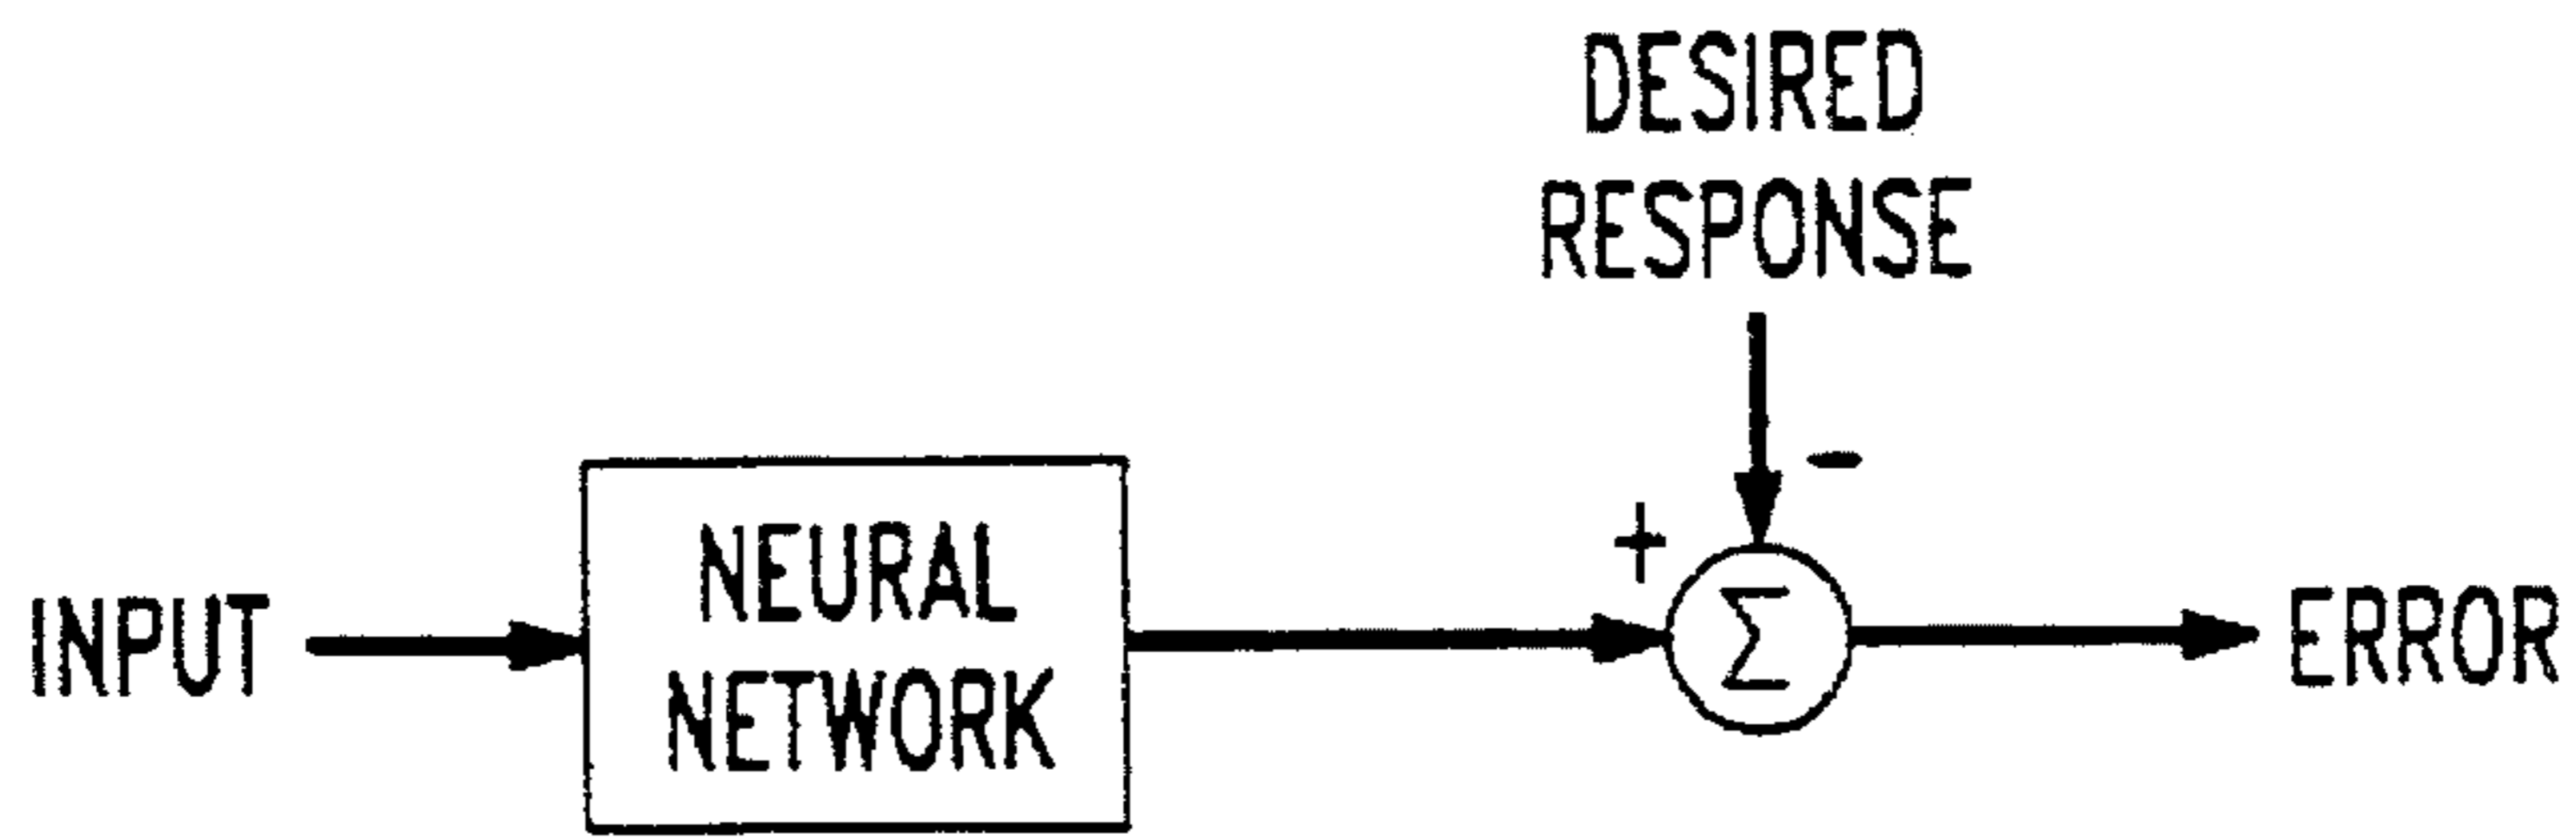 DESIRED
RESPONSE
-
+
INPUT
NEURAL
NETWORK
Σ
ERROR